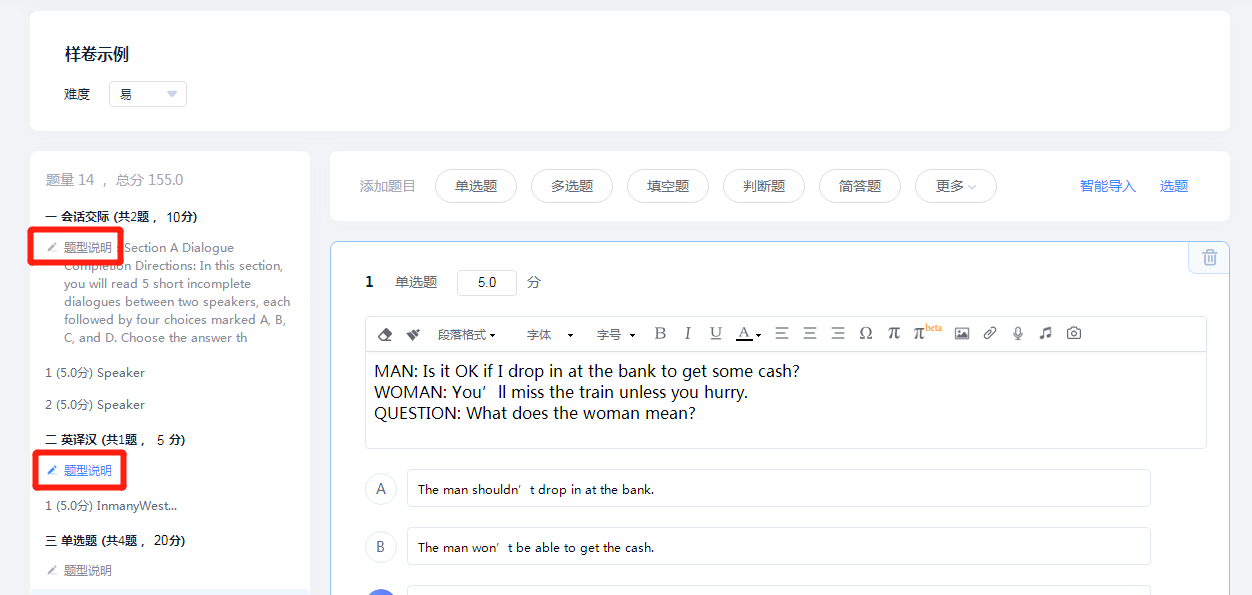 样卷示例
难度 易
题量 14 ， 总分 155.0
一 会话交际 (共2题， 10分)
题型说明 Section A Dialogue
Completion Directions: In this section,
you will read 5 short incomplete
dialogues between two speakers, each
followed by four choices marked A, B,
C, and D. Choose the answer th
1 (5.0分) Speaker
2 (5.0分) Speaker
二 英译汉 (共1题， 5 分)
题型说明
1 (5.0分) InmanyWest...
三 单选题 (共4题， 20分)
题型说明
添加题目 单选题 多选题 填空题 判断题 简答题 更多 智能导入 选题
1 单选题 5.0 分
段落格式 字体 字号 B I U A Ω π πbeta
MAN: Is it OK if I drop in at the bank to get some cash?
WOMAN: You’ll miss the train unless you hurry.
QUESTION: What does the woman mean?
A The man shouldn’t drop in at the bank.
B The man won’t be able to get the cash.